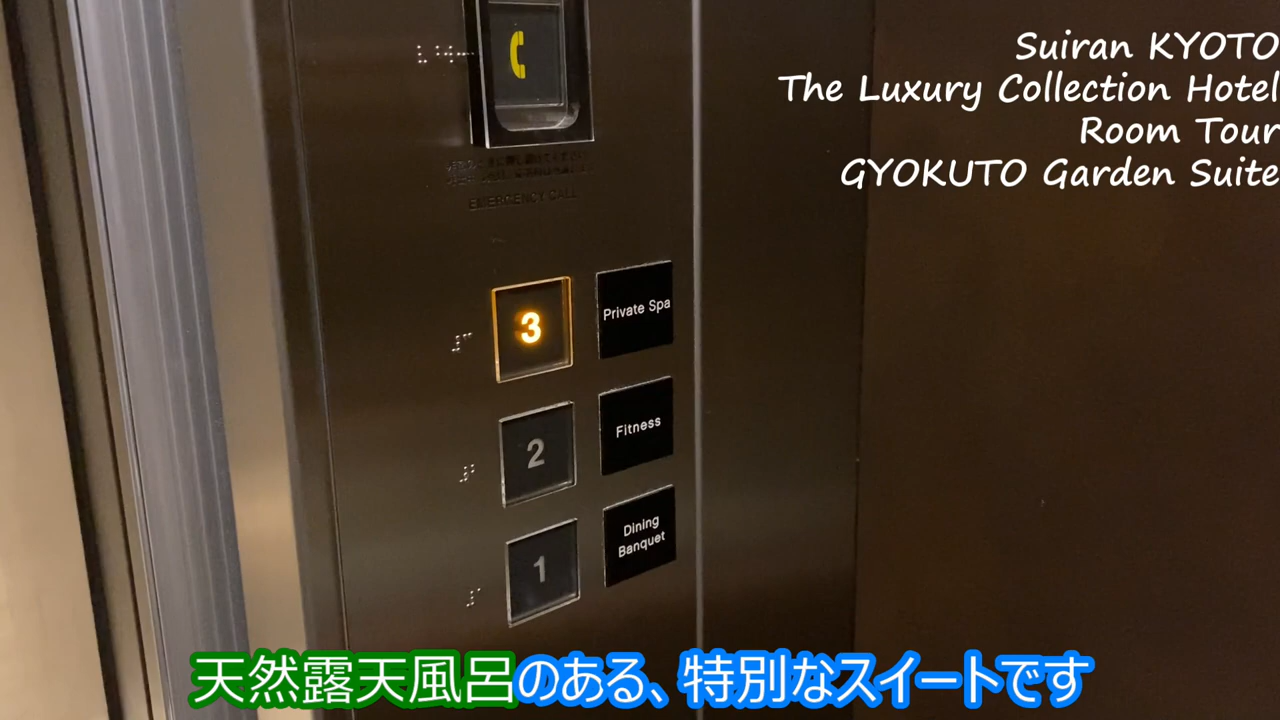 Suiran KYOTO
The Luxury Collection Hotel
Room Tour
GYOKUTO Garden Suite
EMERGENCY CALL
3
Private Spa
2
Fitness
1
Dining
Banquet
天然露天風呂のある、特別なスイートです